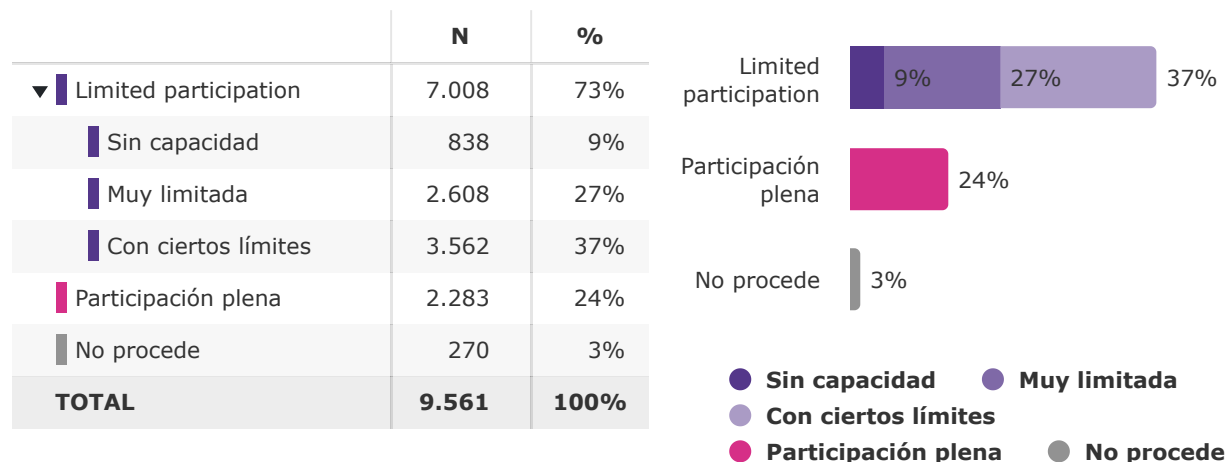 N %
Limited participation 7.008 73%
Sin capacidad 838 9%
Muy limitada 2.608 27%
Con ciertos límites 3.562 37%
Participación plena 2.283 24%
No procede 270 3%
TOTAL 9.561 100%
Limited
participation
9% 27% 37%
Participación
plena
24%
No procede
3%
Sin capacidad Muy limitada
Con ciertos límites
Participación plena No procede